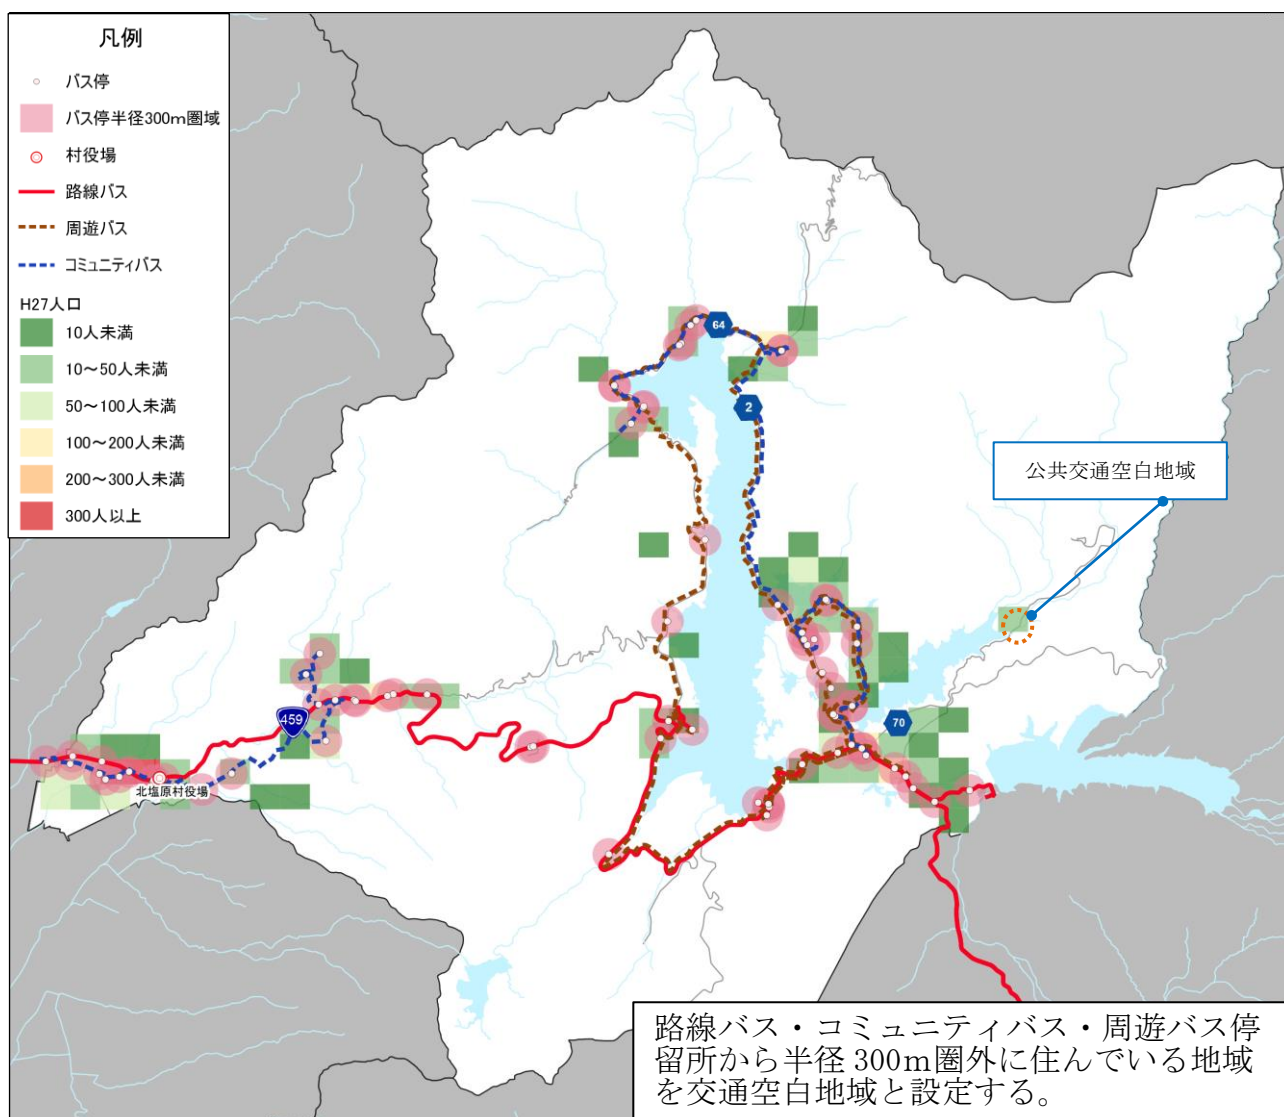 凡例
バス停
バス停半径300m圏域
村役場
路線バス
周遊バス
コミュニティバス
H27人口
10人未満
10～50人未満
50～100人未満
100～200人未満
200～300人未満
300人以上
64
2
公共交通空白地域
459
70
北塩原村役場
路線バス・コミュニティバス・周遊バス停
留所から半径 300m圏外に住んでいる地域
を交通空白地域と設定する。